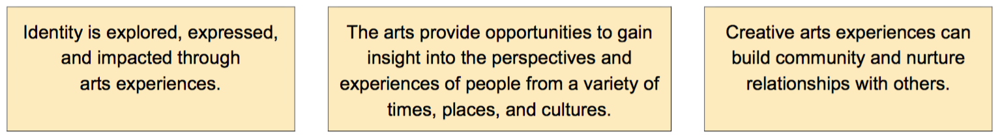 Identity is explored, expressed,
and impacted through
arts experiences.
The arts provide opportunities to gain
insight into the perspectives and
experiences of people from a variety of
times, places, and cultures.
Creative arts experiences can
build community and nurture
relationships with others.